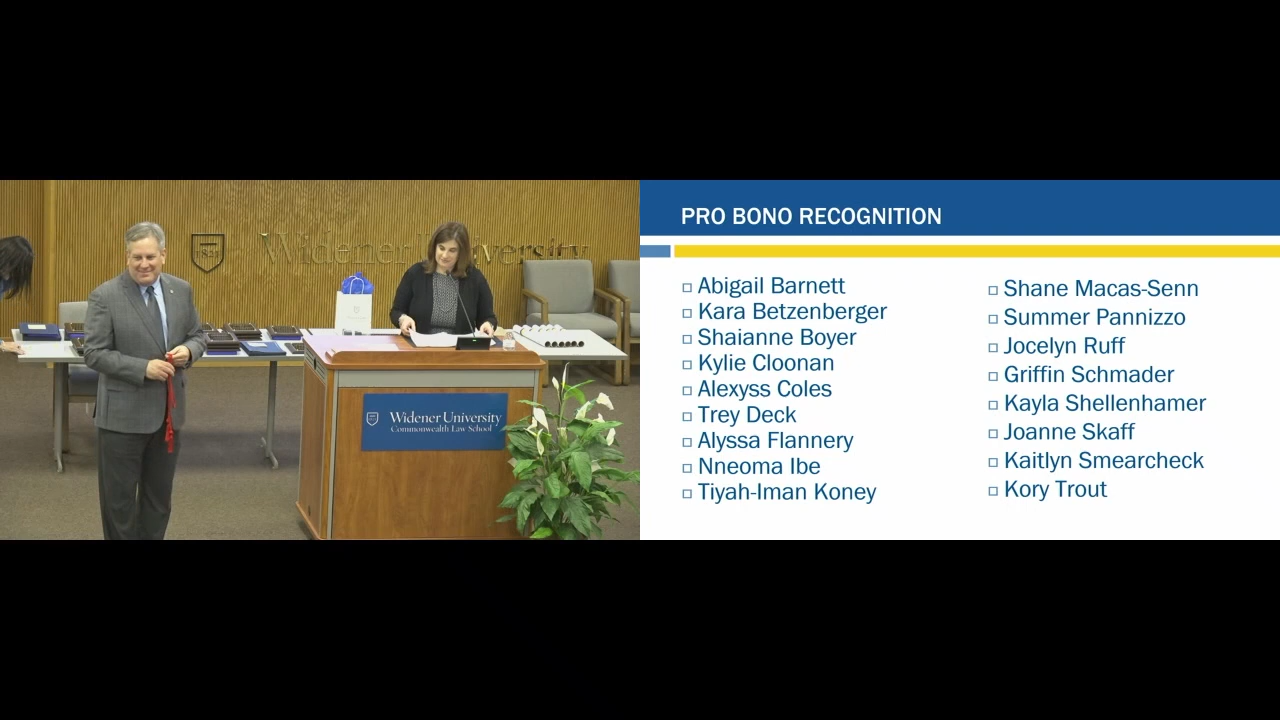 1821
Widener University
Widener University
Commonwealth Law School
PRO BONO RECOGNITION
Abigail Barnett
Kara Betzenberger
Shaianne Boyer
Kylie Cloonan
Alexyss Coles
Trey Deck
Alyssa Flannery
Nneoma Ibe
Tiyah-Iman Koney
Shane Macas-Senn
Summer Pannizzo
Jocelyn Ruff
Griffin Schmader
Kayla Shellenhamer
Joanne Skaff
Kaitlyn Smearcheck
Kory Trout